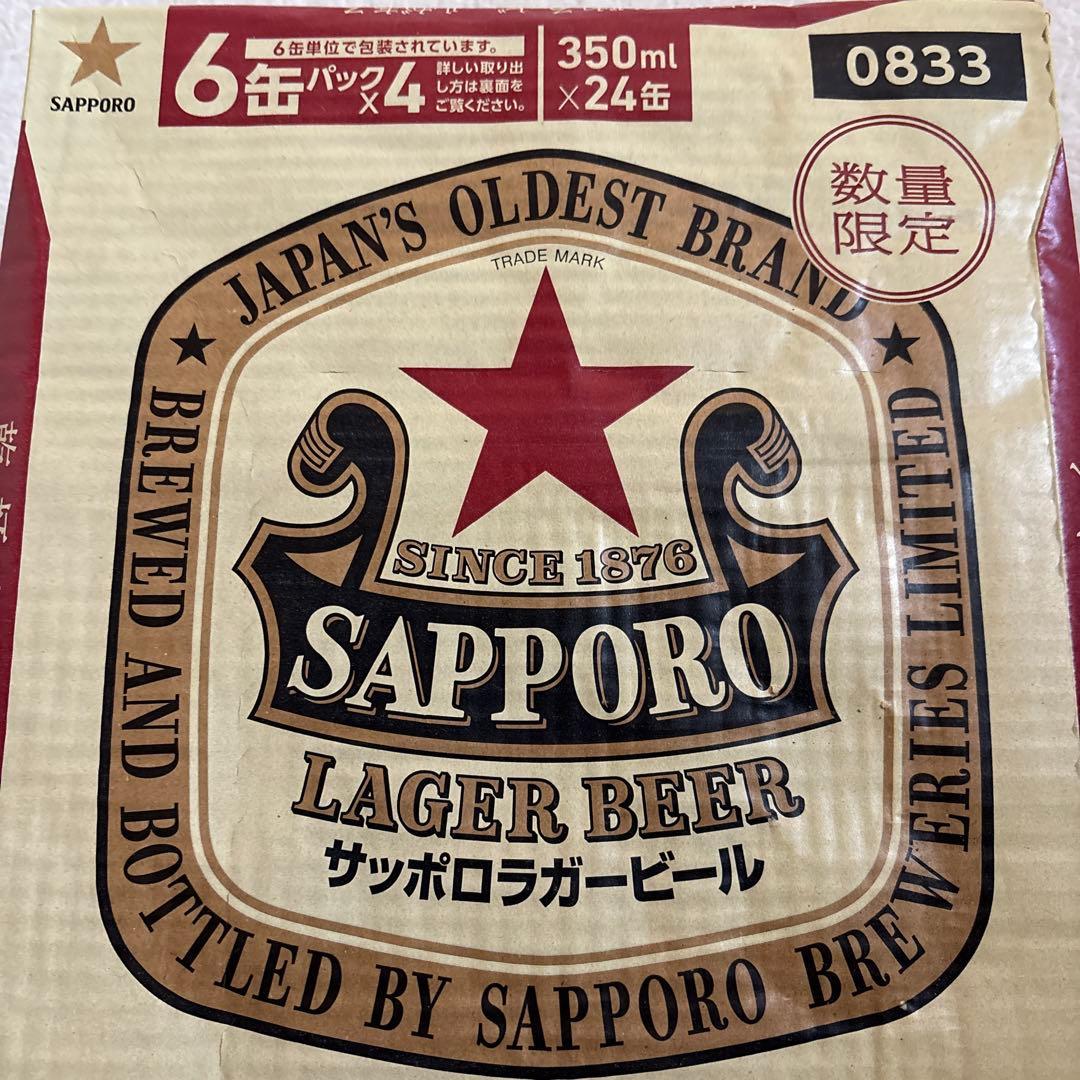 SAPPORO
6缶パック×4
6缶単位で包装されています。
詳しい取り出
し方は裏面を
ご覧ください。
350ml
×24缶
0833
数量
限定
JAPAN'S OLDEST BRAND
TRADE MARK
SINCE 1876
SAPPORO
LAGER BEER
サッポロラガービール
★ BREWED AND BOTTLED BY SAPPORO BREWERIES LIMITED ★